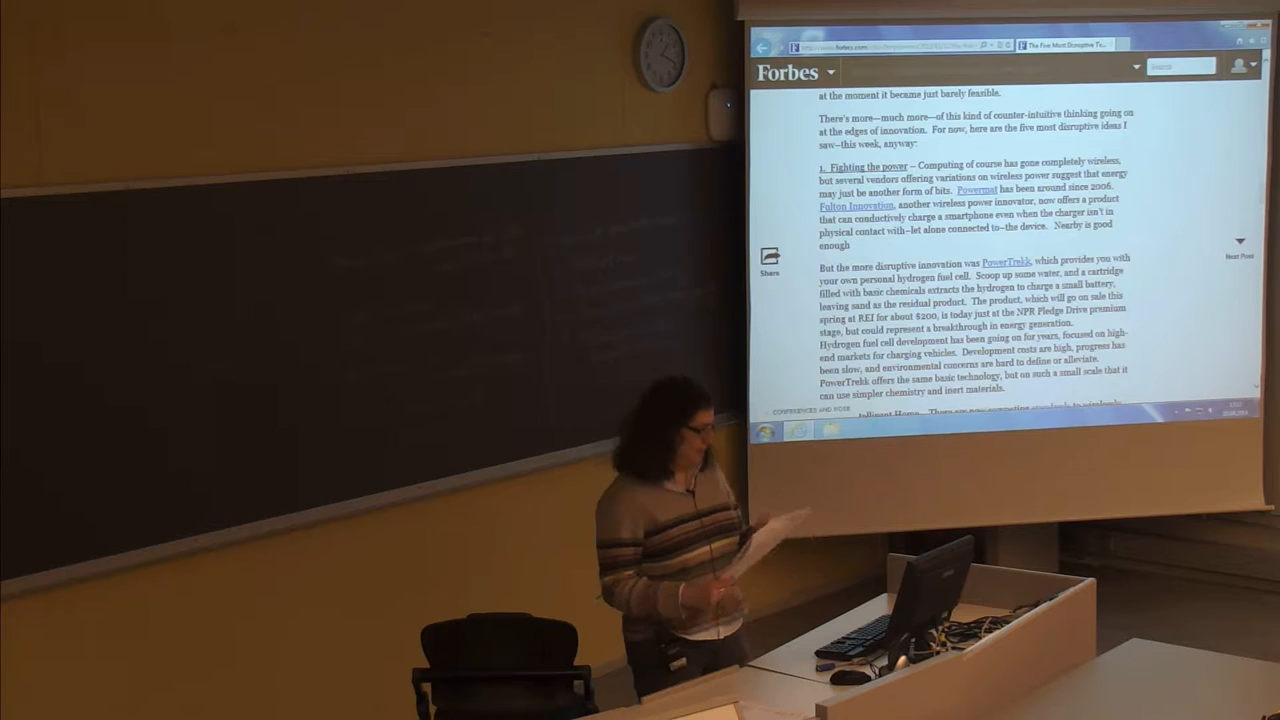 The Five Most Disruptive Te...
Forbes
Search
at the moment it became just barely feasible.
There's more—much more—of this kind of counter-intuitive thinking going on
at the edges of innovation. For now, here are the five most disruptive ideas I
saw—this week, anyway:
1. Fighting the power – Computing of course has gone completely wireless,
but several vendors offering variations on wireless power suggest that energy
may just be another form of bits. Powermat has been around since 2006.
Fulton Innovation, another wireless power innovator, now offers a product
that can conductively charge a smartphone even when the charger isn't in
physical contact with—let alone connected to—the device. Nearby is good
enough
But the more disruptive innovation was PowerTrekk, which provides you with
your own personal hydrogen fuel cell. Scoop up some water, and a cartridge
filled with basic chemicals extracts the hydrogen to charge a small battery,
leaving sand as the residual product. The product, which will go on sale this
spring at REI for about $200, is today just at the NPR Pledge Drive premium
stage, but could represent a breakthrough in energy generation.
Hydrogen fuel cell development has been going on for years, focused on high-
end markets for charging vehicles. Development costs are high, progress has
been slow, and environmental concerns are hard to define or alleviate.
PowerTrekk offers the same basic technology, but on such a small scale that it
can use simpler chemistry and inert materials.
Share
Next Post